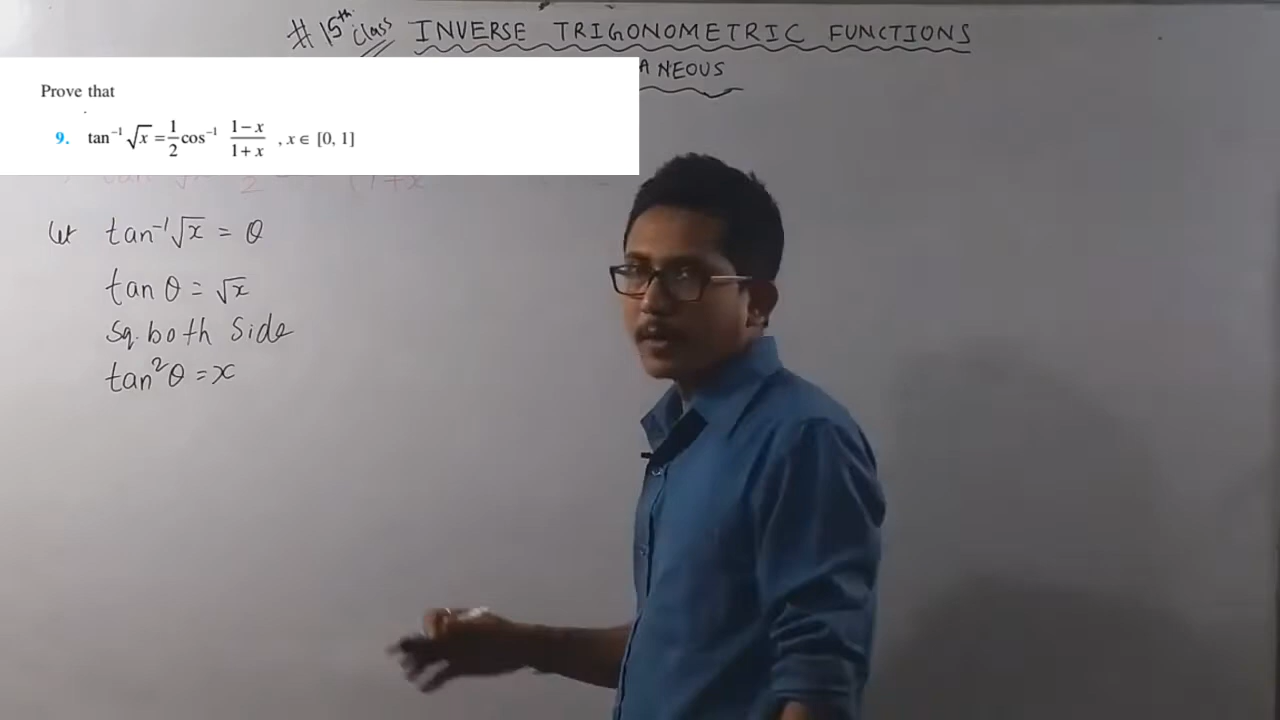 # 15th class INVERSE TRIGONOMETRIC FUNCTIONS
ANEOUS
Prove that
9. tan⁻¹ √x = 1/2 cos⁻¹ (1−x)/(1+x) , x ∈ [0, 1]
Let tan⁻¹√x = θ
tan θ = √x
Sq. both Side
tan²θ = x